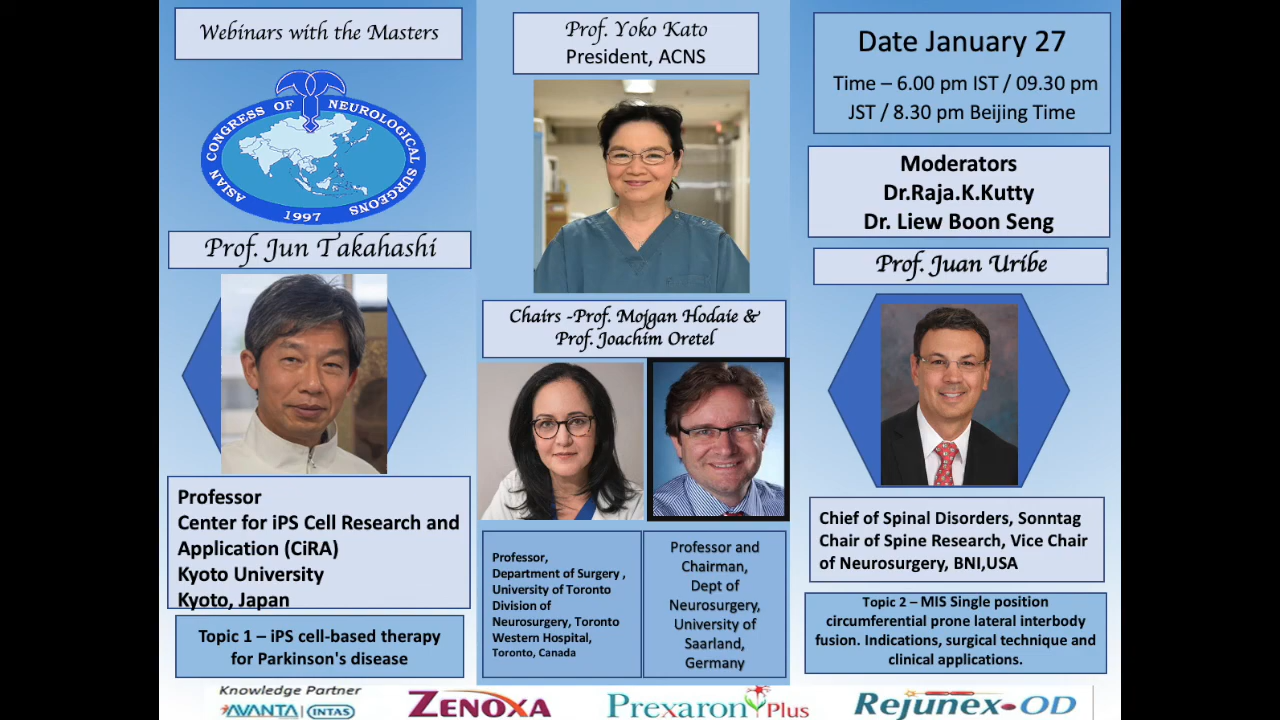 Webinars with the Masters
ASIAN CONGRESS OF NEUROLOGICAL SURGEONS
1997
Prof. Jun Takahashi
Professor
Center for iPS Cell Research and
Application (CiRA)
Kyoto University
Kyoto, Japan
Topic 1 – iPS cell-based therapy
for Parkinson's disease
Prof. Yoko Kato
President, ACNS
Chairs -Prof. Mojgan Hodaie &
Prof. Joachim Oretel
Professor,
Department of Surgery ,
University of Toronto
Division of
Neurosurgery, Toronto
Western Hospital,
Toronto, Canada
Professor and
Chairman,
Dept of
Neurosurgery,
University of
Saarland,
Germany
Date January 27
Time – 6.00 pm IST / 09.30 pm
JST / 8.30 pm Beijing Time
Moderators
Dr.Raja.K.Kutty
Dr. Liew Boon Seng
Prof. Juan Uribe
Chief of Spinal Disorders, Sonntag
Chair of Spine Research, Vice Chair
of Neurosurgery, BNI,USA
Topic 2 – MIS Single position
circumferential prone lateral interbody
fusion. Indications, surgical technique and
clinical applications.
Knowledge Partner
AVANTA | INTAS
ZENOXA
Prexaron Plus
Rejunex-OD